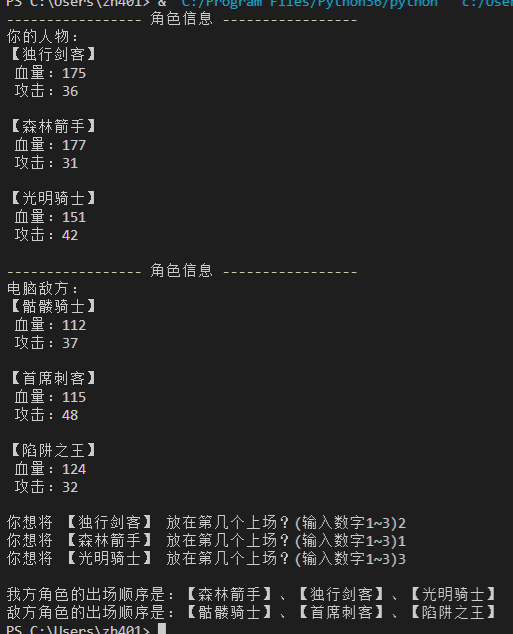 PS C:\Users\zh401> & 'C:/Program Files/Python36/python' 'c:/User
----------------- 角色信息 -----------------
你的人物：
【独行剑客】
血量：175
攻击：36
【森林箭手】
血量：177
攻击：31
【光明骑士】
血量：151
攻击：42
----------------- 角色信息 -----------------
电脑敌方：
【骷髅骑士】
血量：112
攻击：37
【首席刺客】
血量：115
攻击：48
【陷阱之王】
血量：124
攻击：32
你想将 【独行剑客】 放在第几个上场？(输入数字1~3)2
你想将 【森林箭手】 放在第几个上场？(输入数字1~3)1
你想将 【光明骑士】 放在第几个上场？(输入数字1~3)3
我方角色的出场顺序是：【森林箭手】、【独行剑客】、【光明骑士】
敌方角色的出场顺序是：【骷髅骑士】、【首席刺客】、【陷阱之王】
PS C:\Users\zh401>